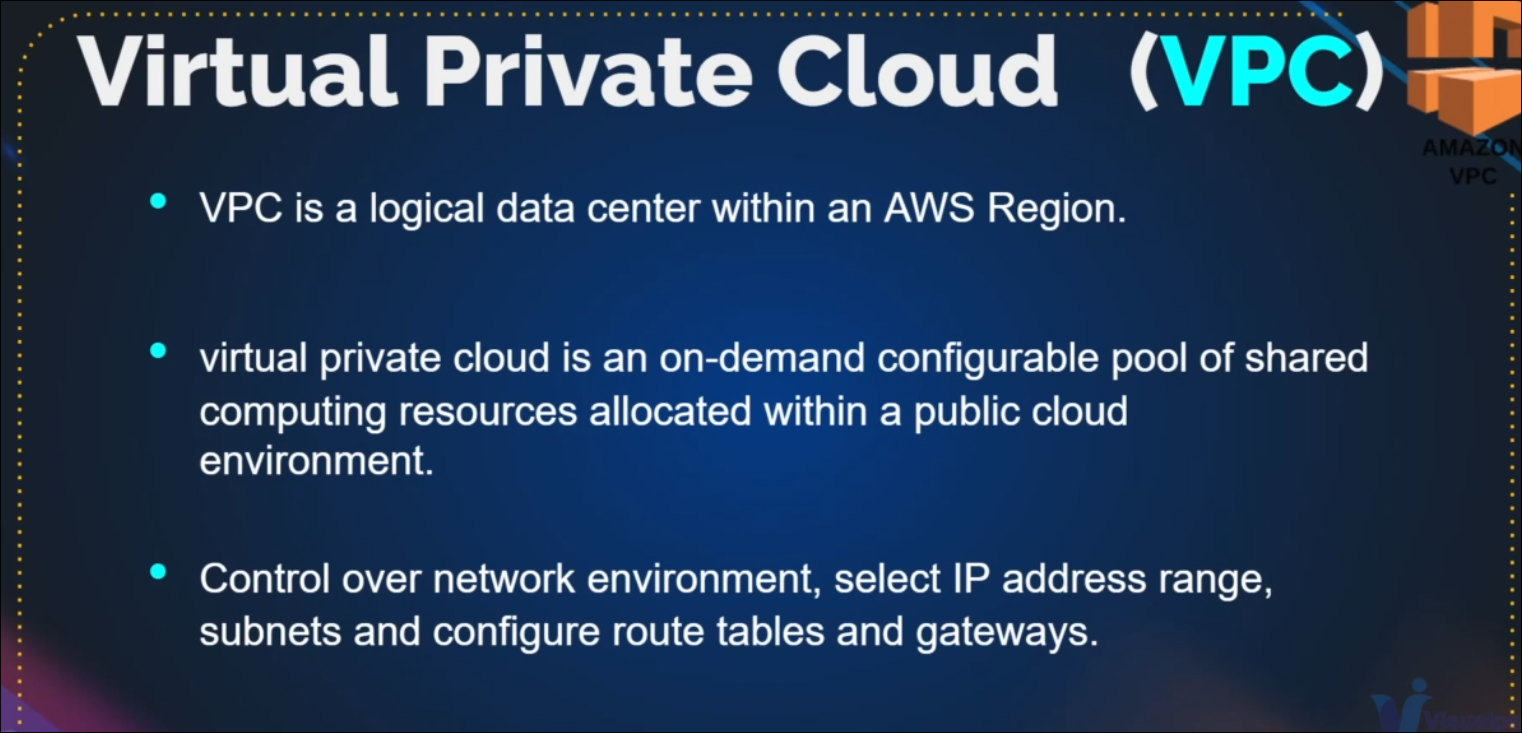 Virtual Private Cloud (VPC)
AMAZON
VPC
• VPC is a logical data center within an AWS Region.
• virtual private cloud is an on-demand configurable pool of shared
computing resources allocated within a public cloud
environment.
• Control over network environment, select IP address range,
subnets and configure route tables and gateways.